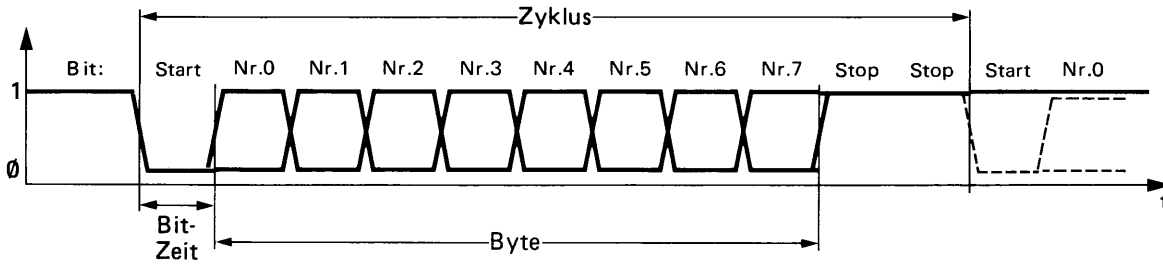 Zyklus
Bit: Start Nr.0 Nr.1 Nr.2 Nr.3 Nr.4 Nr.5 Nr.6 Nr.7 Stop Stop Start Nr.0
1
Ø
t
Bit-
Zeit
Byte